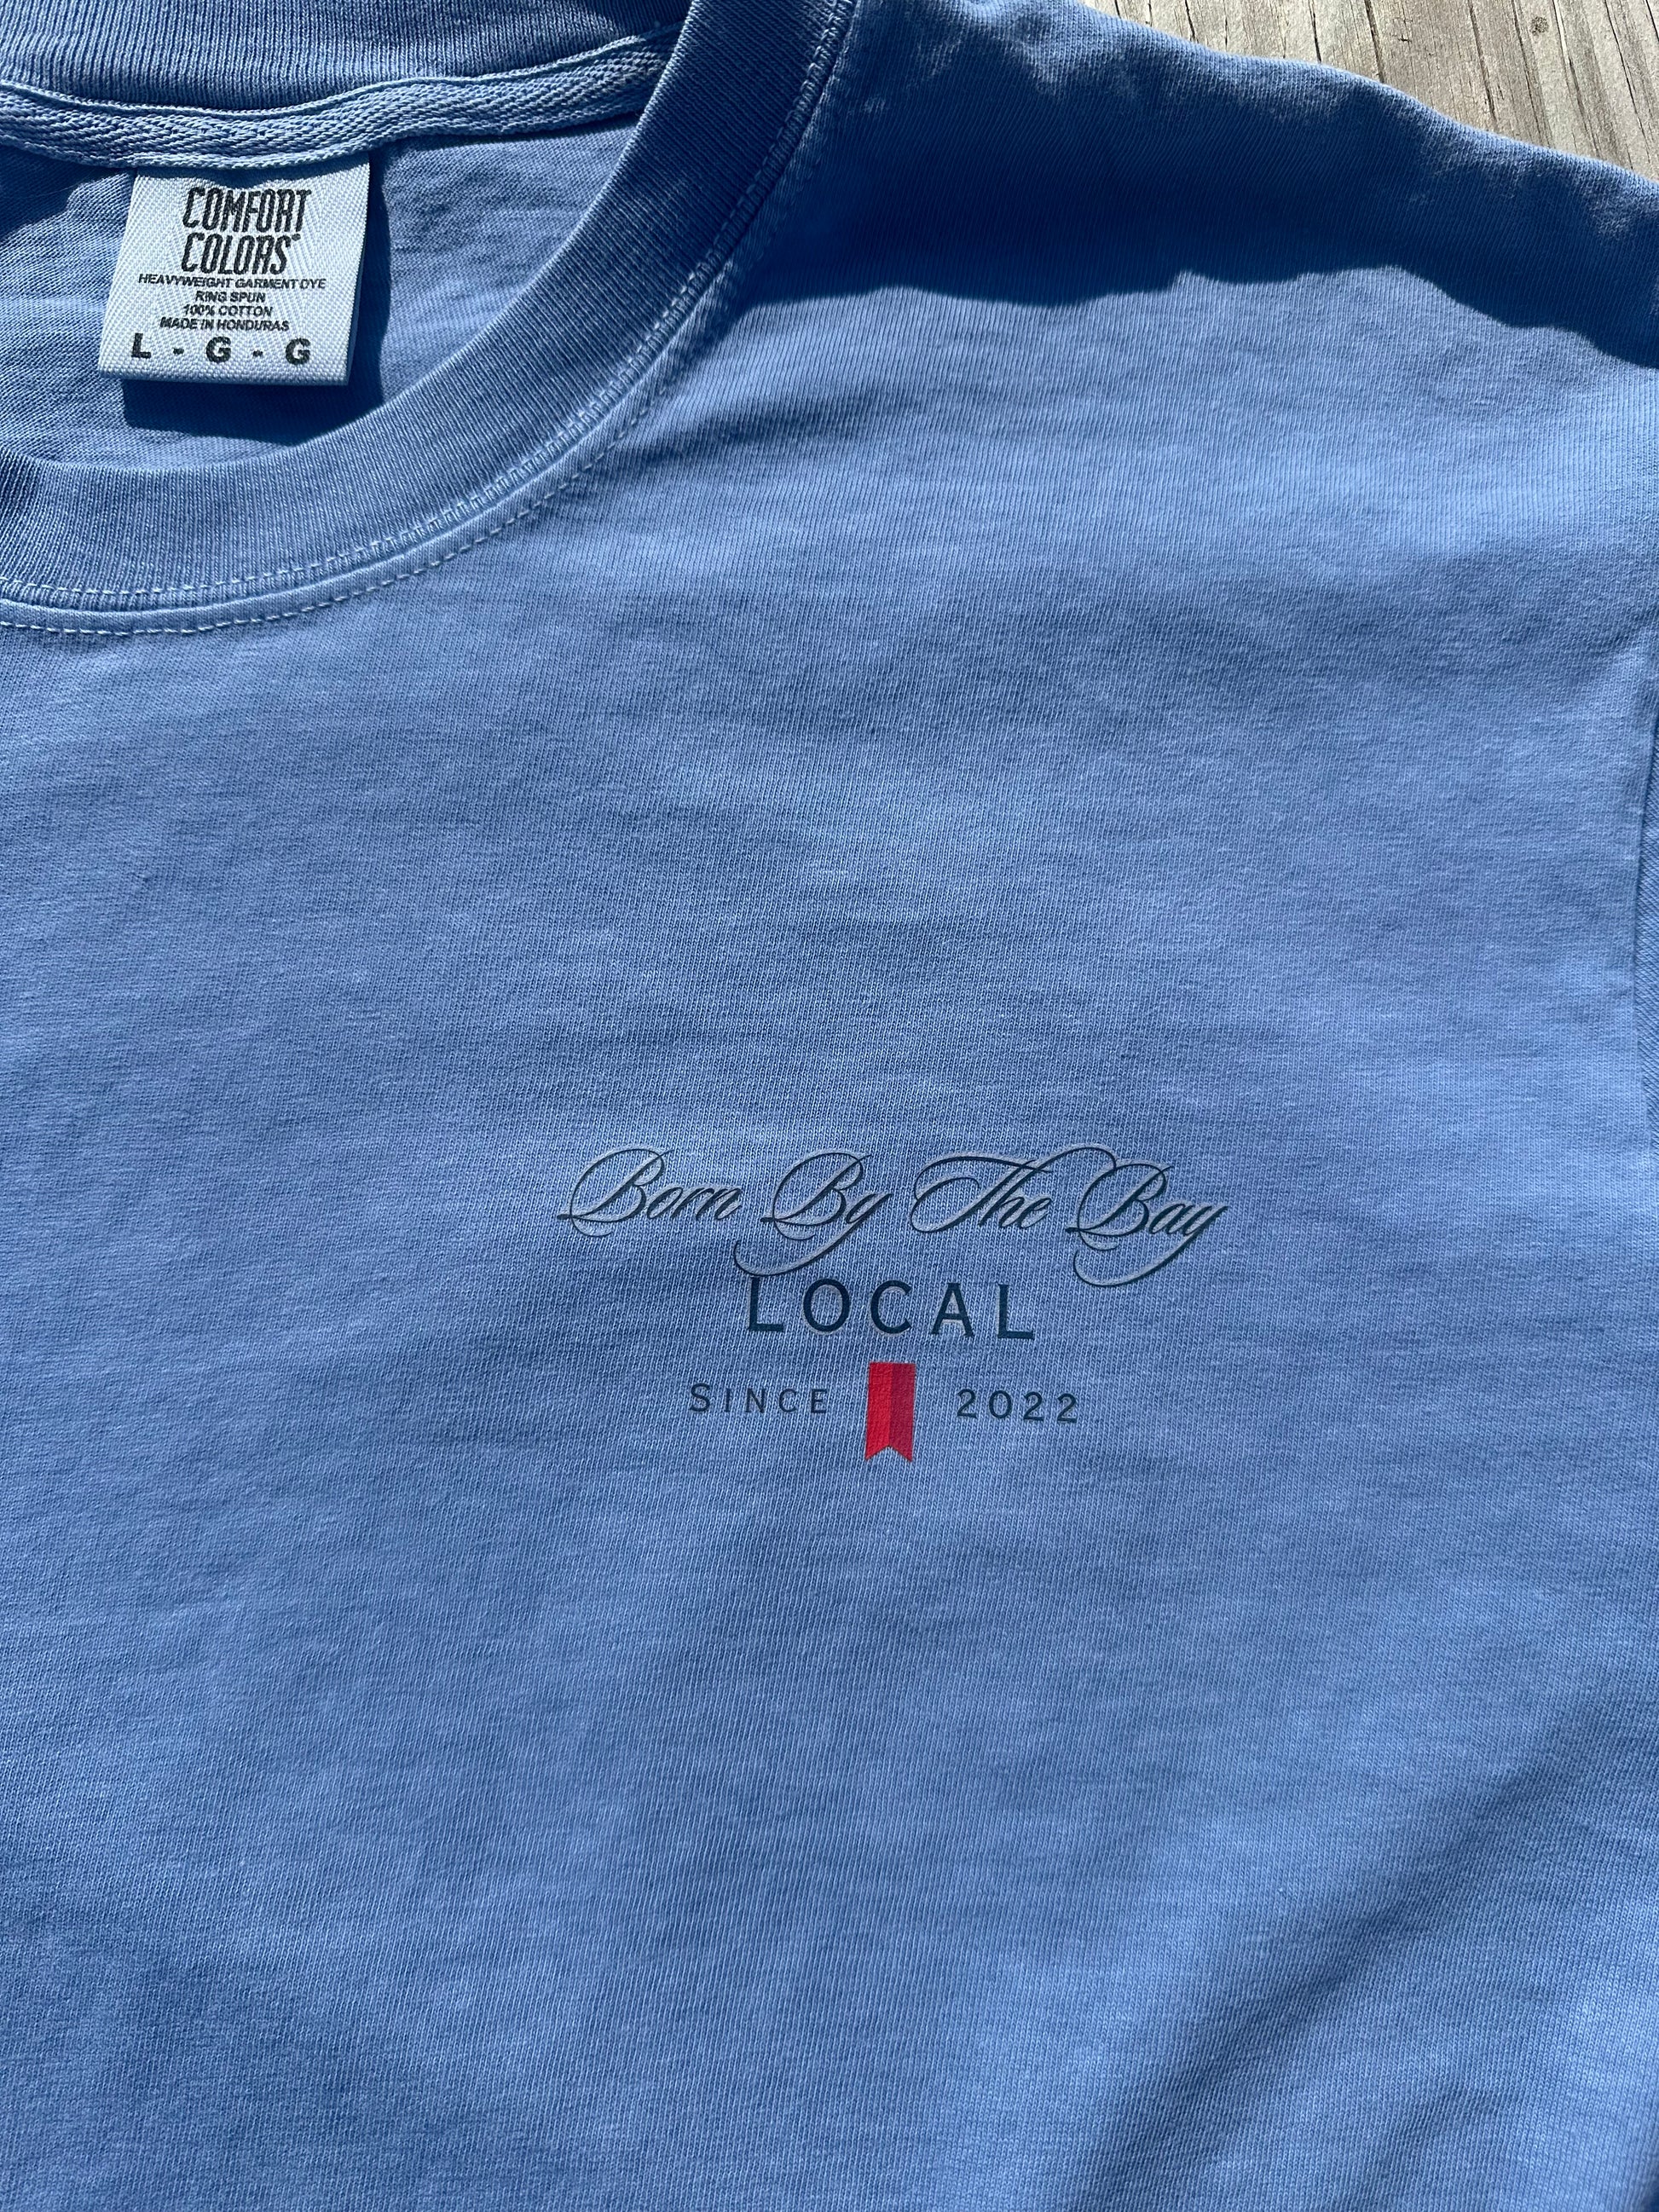 COMFORT
COLORS®
HEAVYWEIGHT GARMENT DYE
RING SPUN
100% COTTON
MADE IN HONDURAS
L - G - G
Born By The Bay
LOCAL
SINCE 2022